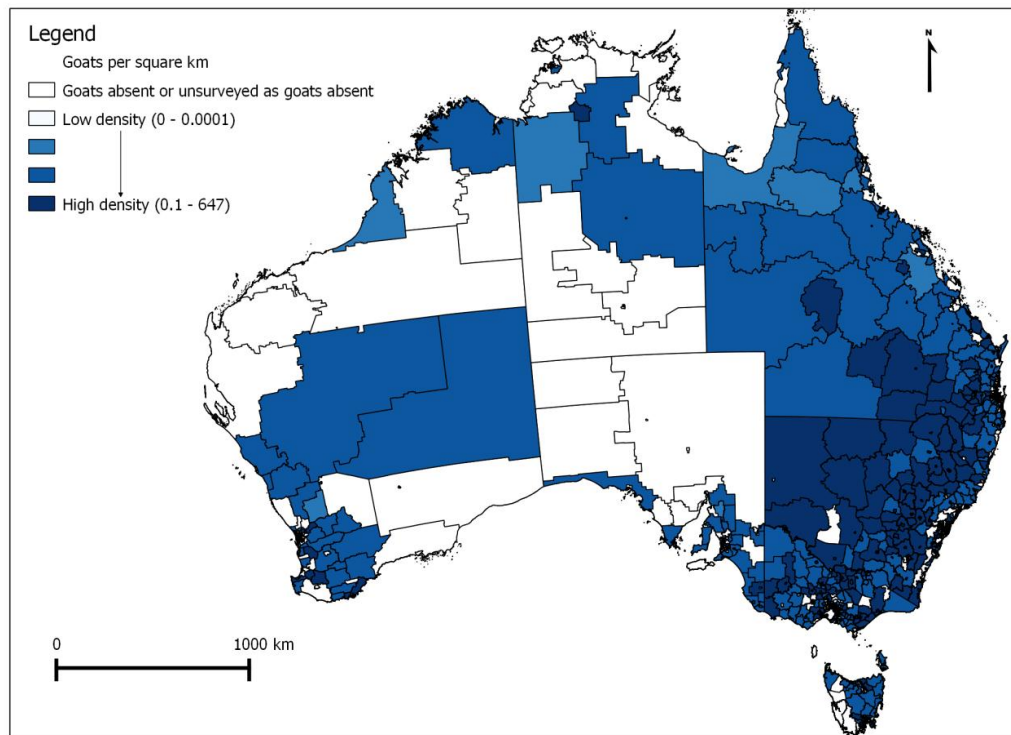 Legend
Goats per square km
Goats absent or unsurveyed as goats absent
Low density (0 - 0.0001)
High density (0.1 - 647)
N
0 1000 km